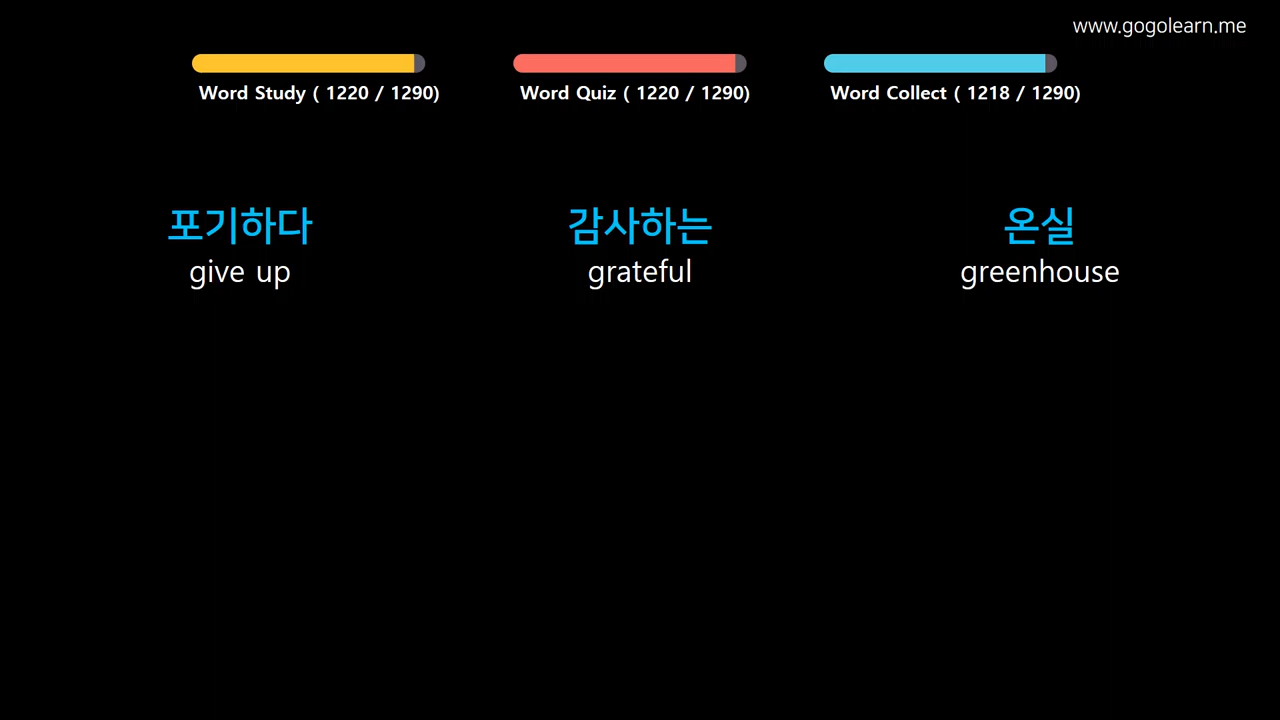 www.gogolearn.me
Word Study ( 1220 / 1290)
Word Quiz ( 1220 / 1290)
Word Collect ( 1218 / 1290)
포기하다
give up
감사하는
grateful
온실
greenhouse